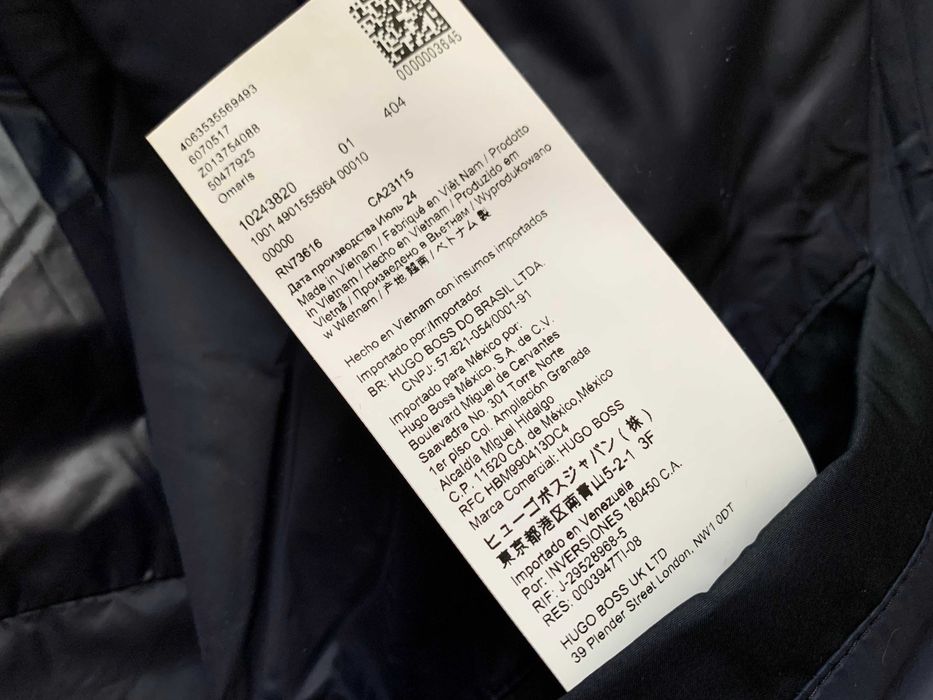 0000003645
4063535569493
6070517
Z013754088
50477925
Omaris
404
10243820 01
1001 4901555664 00010
00000
RN73616 CA23115
Дата производства Июль 24
Made in Vietnam / Fabriqué en Viêt Nam / Prodotto
in Vietnam / Hecho en Vietnam / Produzido em
Vietnã / Произведено в Вьетнам / Wyprodukowano
w Wietnam / 产地 越南 / ベトナム 製
Hecho en Vietnam con insumos importados
Importado por:/Importador
BR: HUGO BOSS DO BRASIL LTDA.
CNPJ: 57-621-054/0001-91
Importado para México por:
Hugo Boss México, S.A. de C.V.
Boulevard Miguel de Cervantes
Saavedra No. 301 Torre Norte
1er piso Col. Ampliación Granada
Alcaldía Miguel Hidalgo
C.P. 11520 Cd. de México,México
RFC HBM990413DC4
Marca Comercial: HUGO BOSS
ヒューゴボスジャパン(株)
東京都港区南青山5-2-1 3F
Importado en Venezuela
Por: INVERSIONES 180450 C.A.
RIF: J-29528968-5
RES: 0003947TI-08
HUGO BOSS UK LTD
39 Plender Street London, NW1 0DT